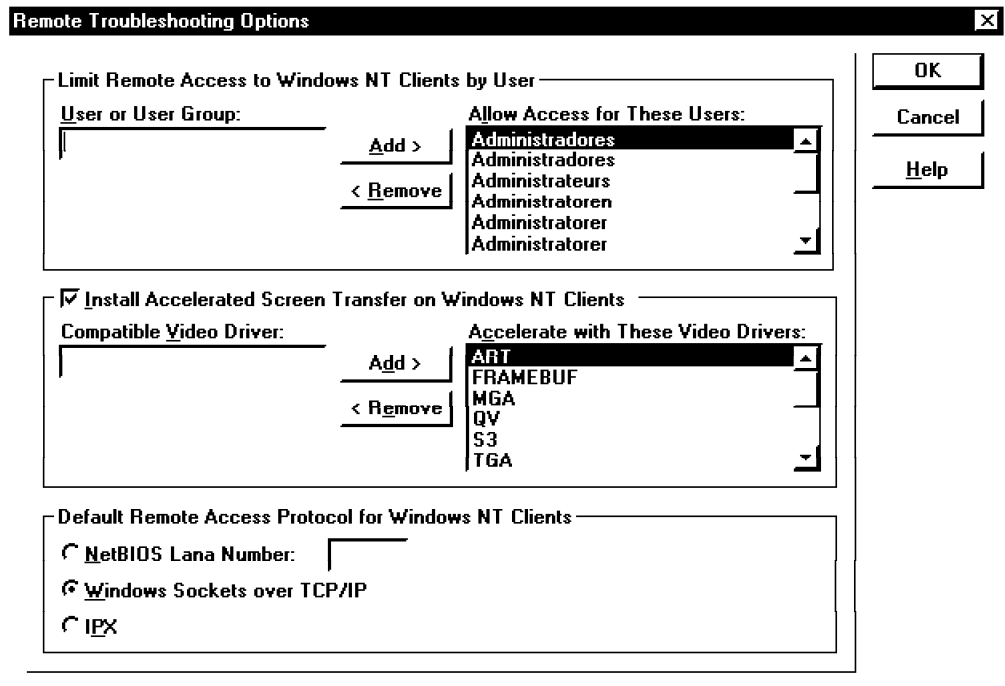 Remote Troubleshooting Options
Limit Remote Access to Windows NT Clients by User
User or User Group:
Add >
< Remove
Allow Access for These Users:
Administradores
Administradores
Administrateurs
Administratoren
Administratorer
Administratorer
Install Accelerated Screen Transfer on Windows NT Clients
Compatible Video Driver:
Add >
< Remove
Accelerate with These Video Drivers:
ART
FRAMEBUF
MGA
QV
S3
TGA
Default Remote Access Protocol for Windows NT Clients
NetBIOS Lana Number:
Windows Sockets over TCP/IP
IPX
OK
Cancel
Help